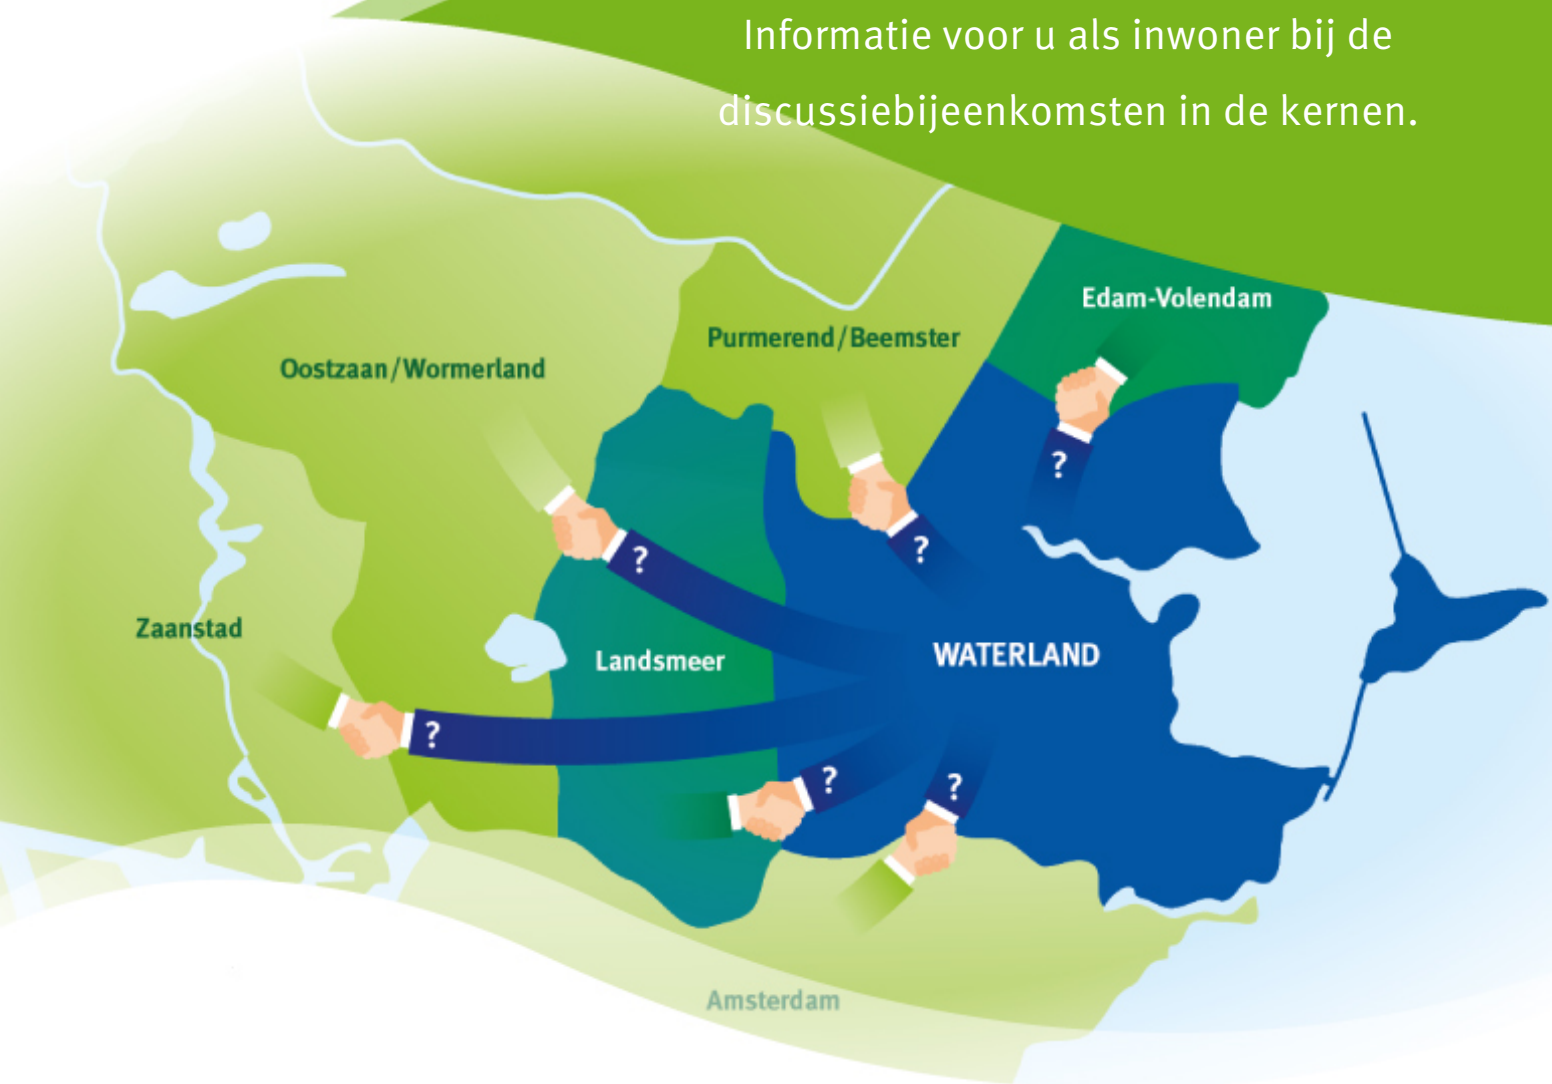 Informatie voor u als inwoner bij de
discussiebijeenkomsten in de kernen.
Edam-Volendam
Purmerend/Beemster
Oostzaan/Wormerland
?
?
?
Zaanstad
WATERLAND
Landsmeer
?
?
?
Amsterdam